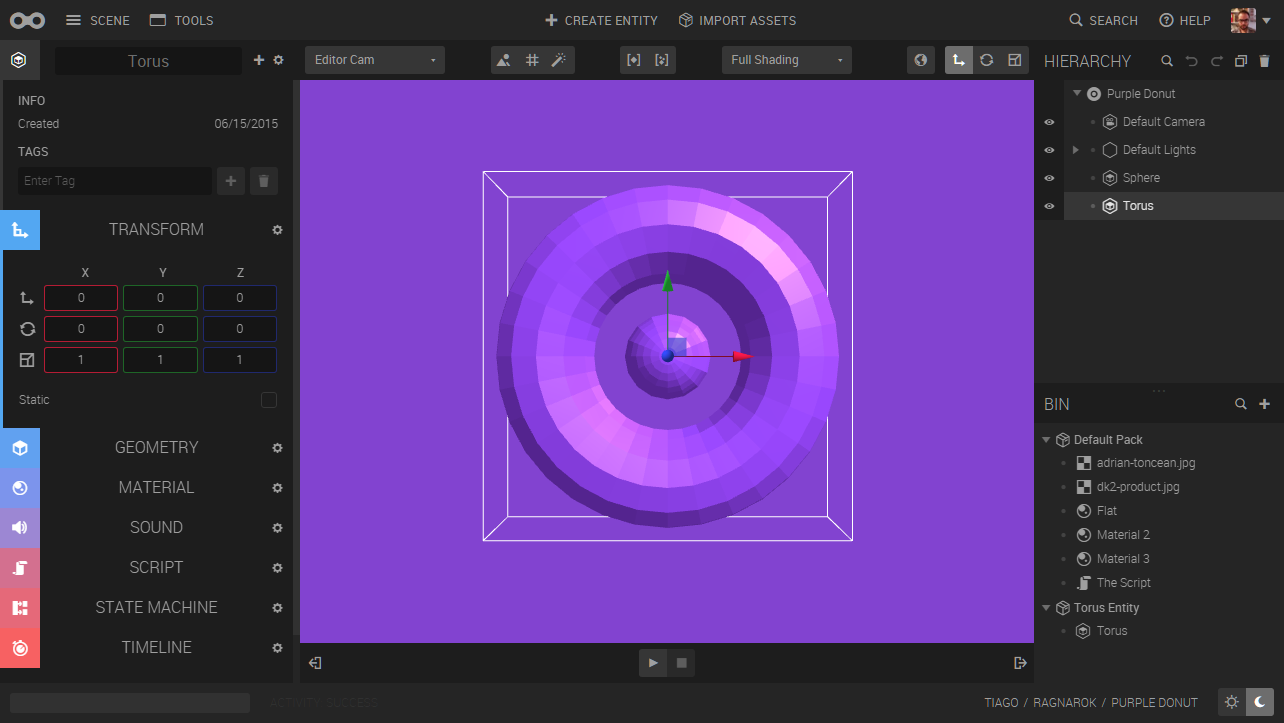 SCENE TOOLS CREATE ENTITY IMPORT ASSETS SEARCH HELP
Torus
Editor Cam
Full Shading
INFO
Created 06/15/2015
TAGS
Enter Tag
TRANSFORM
X Y Z
0 0 0
0 0 0
1 1 1
Static
GEOMETRY
MATERIAL
SOUND
SCRIPT
STATE MACHINE
TIMELINE
HIERARCHY
Purple Donut
Default Camera
Default Lights
Sphere
Torus
BIN
Default Pack
adrian-toncean.jpg
dk2-product.jpg
Flat
Material 2
Material 3
The Script
Torus Entity
Torus
ACTIVITY: SUCCESS
TIAGO / RAGNAROK / PURPLE DONUT